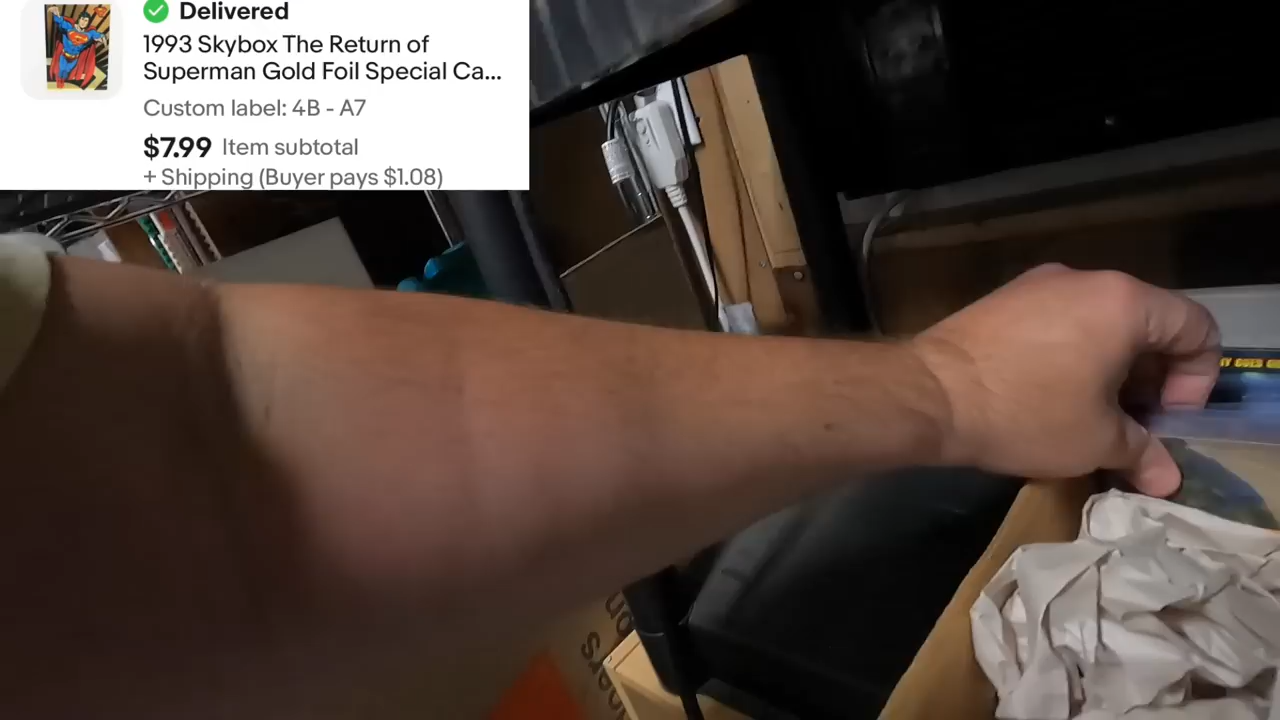 Delivered
1993 Skybox The Return of
Superman Gold Foil Special Ca...
Custom label: 4B - A7
$7.99 Item subtotal
+ Shipping (Buyer pays $1.08)